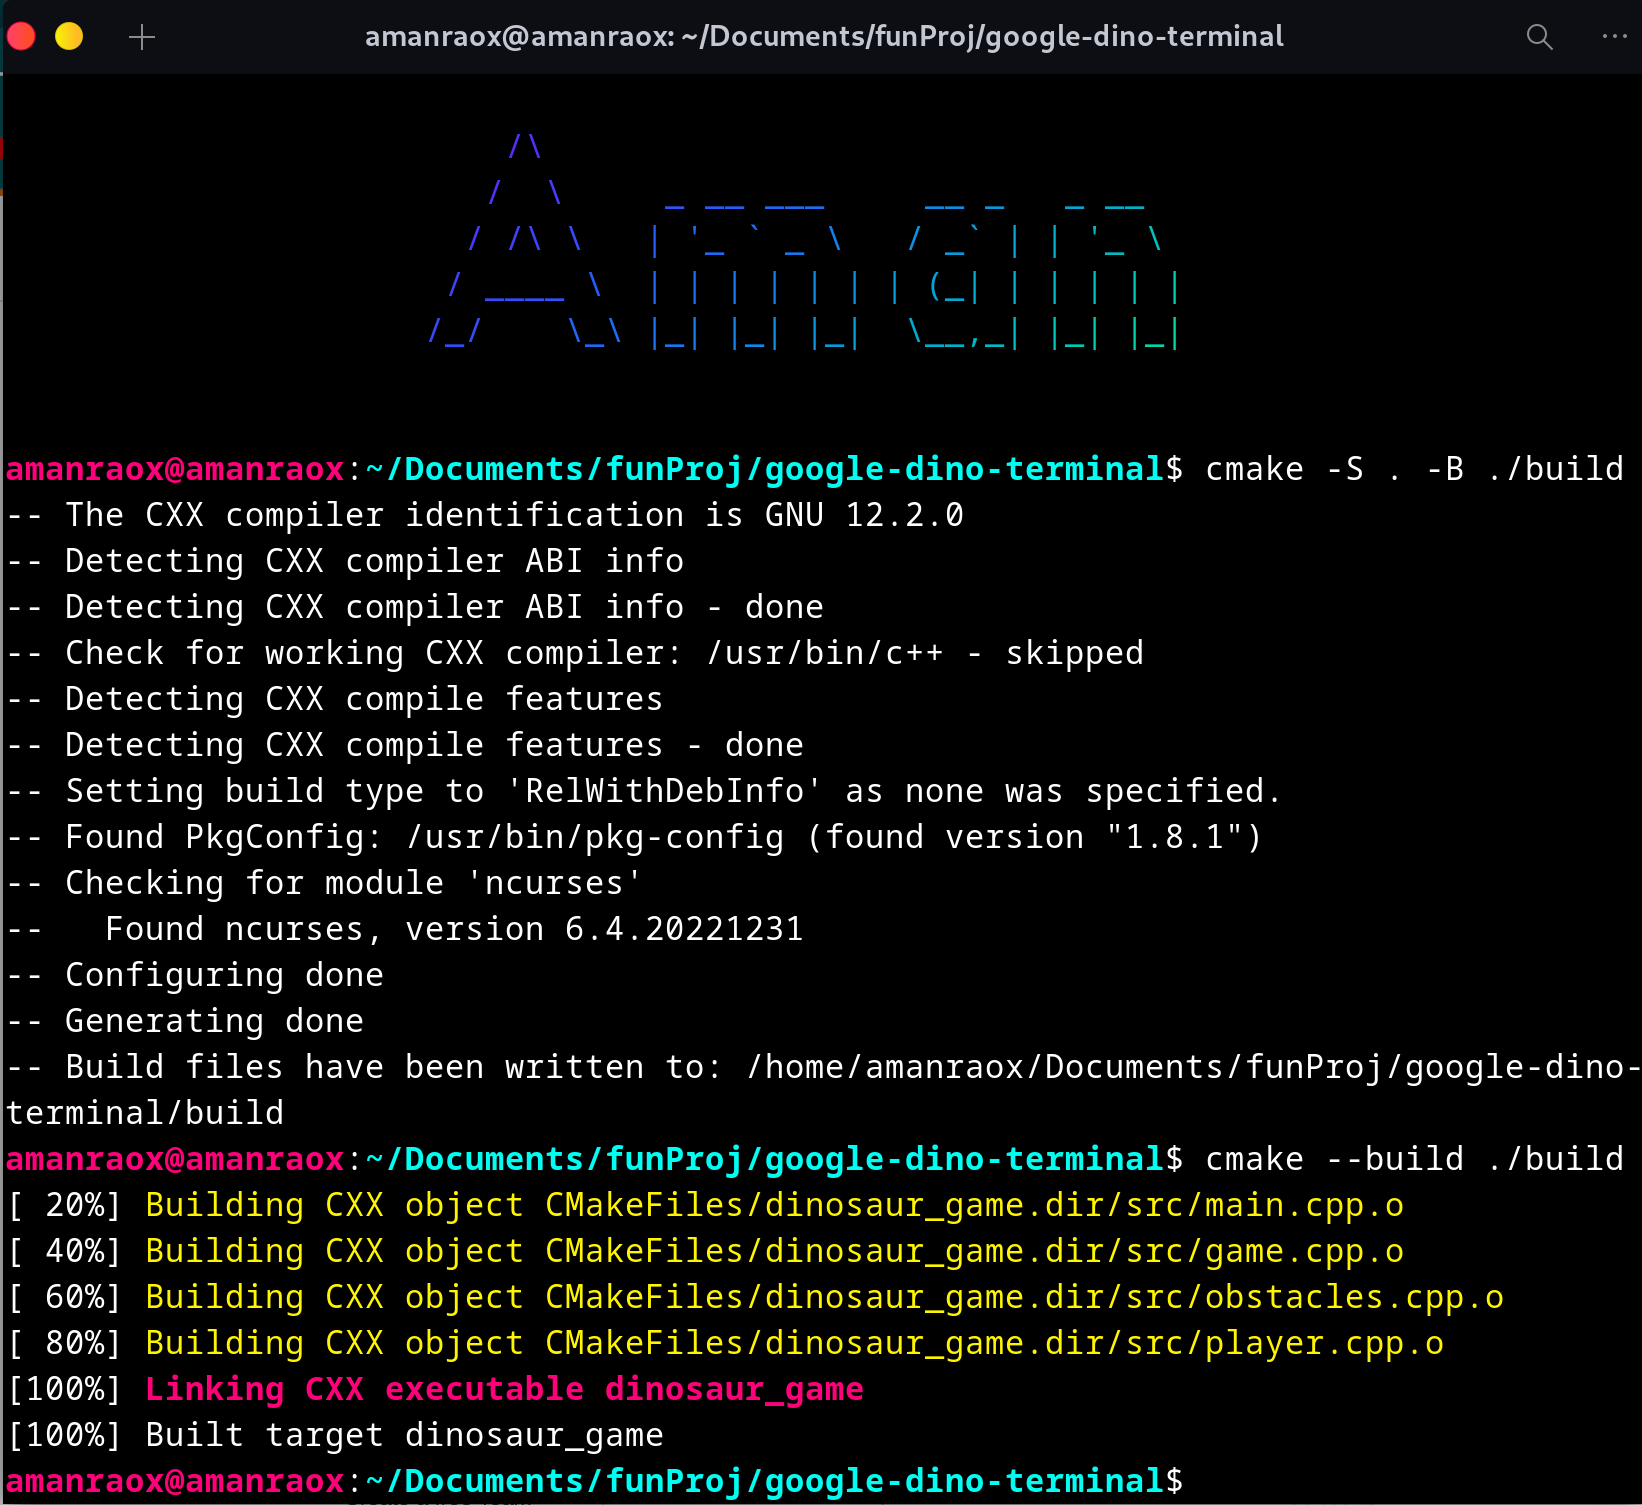 amanraox@amanraox: ~/Documents/funProj/google-dino-terminal
Aman
amanraox@amanraox:~/Documents/funProj/google-dino-terminal$ cmake -S . -B ./build
-- The CXX compiler identification is GNU 12.2.0
-- Detecting CXX compiler ABI info
-- Detecting CXX compiler ABI info - done
-- Check for working CXX compiler: /usr/bin/c++ - skipped
-- Detecting CXX compile features
-- Detecting CXX compile features - done
-- Setting build type to 'RelWithDebInfo' as none was specified.
-- Found PkgConfig: /usr/bin/pkg-config (found version "1.8.1")
-- Checking for module 'ncurses'
--   Found ncurses, version 6.4.20221231
-- Configuring done
-- Generating done
-- Build files have been written to: /home/amanraox/Documents/funProj/google-dino-
terminal/build
amanraox@amanraox:~/Documents/funProj/google-dino-terminal$ cmake --build ./build
[ 20%] Building CXX object CMakeFiles/dinosaur_game.dir/src/main.cpp.o
[ 40%] Building CXX object CMakeFiles/dinosaur_game.dir/src/game.cpp.o
[ 60%] Building CXX object CMakeFiles/dinosaur_game.dir/src/obstacles.cpp.o
[ 80%] Building CXX object CMakeFiles/dinosaur_game.dir/src/player.cpp.o
[100%] Linking CXX executable dinosaur_game
[100%] Built target dinosaur_game
amanraox@amanraox:~/Documents/funProj/google-dino-terminal$